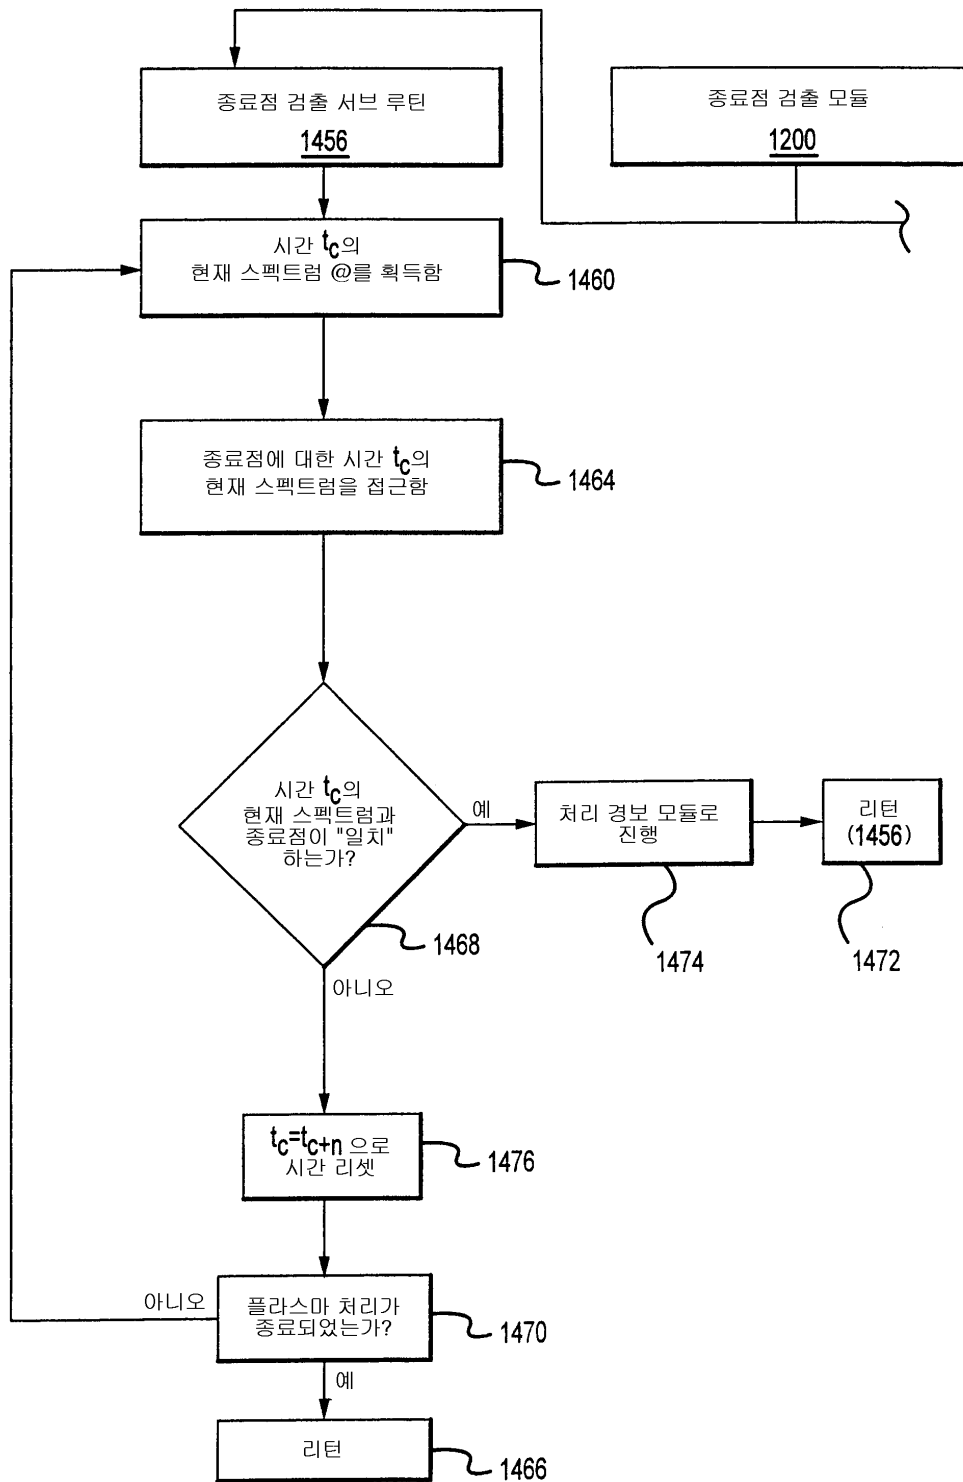 종료점 검출 서브 루틴
1456
종료점 검출 모듈
1200
시간 tc의
현재 스펙트럼 @를 획득함
1460
종료점에 대한 시간 tc의
현재 스펙트럼을 접근함
1464
시간 tc의
현재 스펙트럼과
종료점이 "일치"
하는가?
1468
예
처리 경보 모듈로
진행
1474
리턴
(1456)
1472
아니오
tc=tc+n 으로
시간 리셋
1476
아니오
플라스마 처리가
종료되었는가?
1470
예
리턴
1466